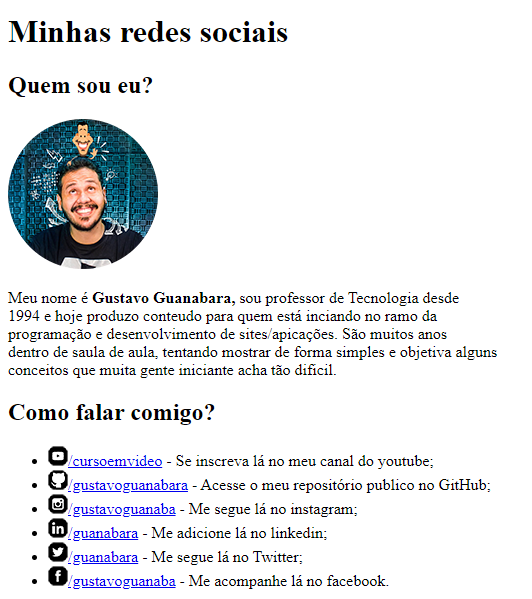 Minhas redes sociais
Quem sou eu?
Meu nome é Gustavo Guanabara, sou professor de Tecnologia desde
1994 e hoje produzo conteudo para quem está inciando no ramo da
programação e desenvolvimento de sites/apicações. São muitos anos
dentro de saula de aula, tentando mostrar de forma simples e objetiva alguns
conceitos que muita gente iniciante acha tão difícil.
Como falar comigo?
/cursoemvideo - Se inscreva lá no meu canal do youtube;
/gustavoguanabara - Acesse o meu repositório publico no GitHub;
/gustavoguanaba - Me segue lá no instagram;
/guanabara - Me adicione lá no linkedin;
/guanabara - Me segue lá no Twitter;
/gustavoguanaba - Me acompanhe lá no facebook.